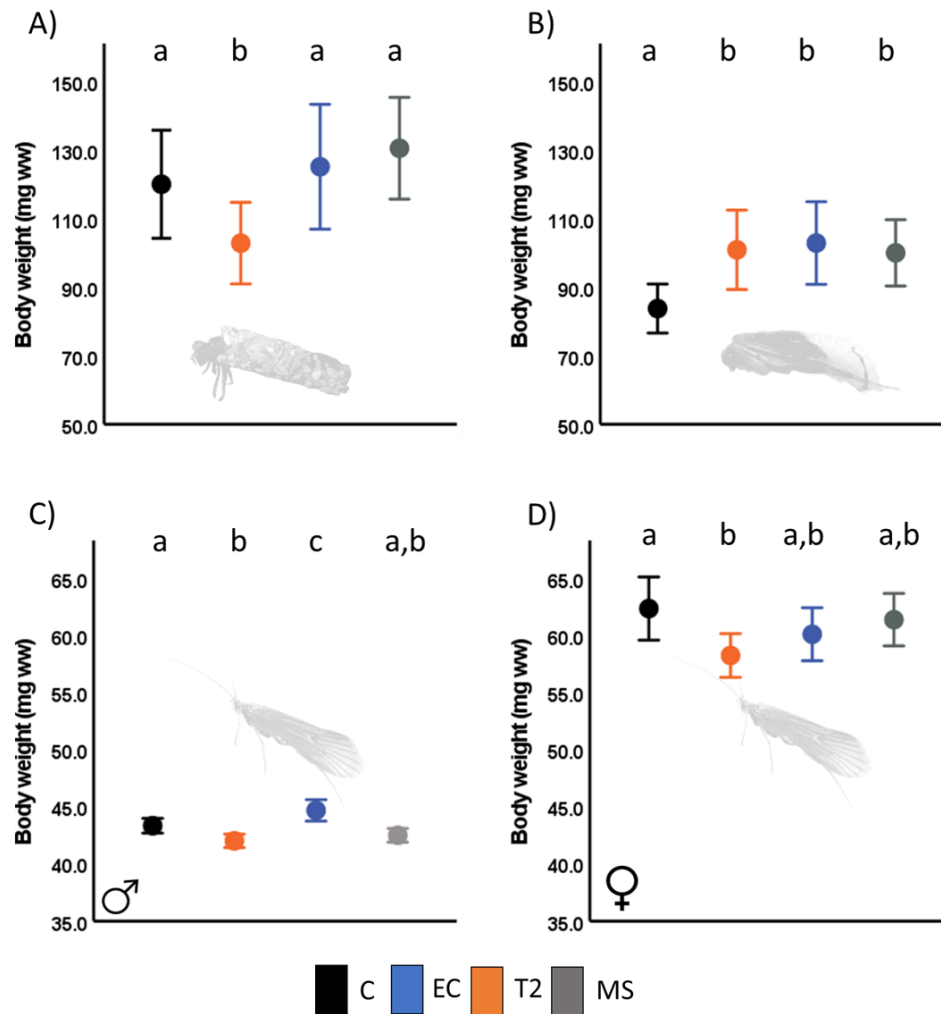 A)
a b a a
Body weight (mg ww)
150.0
130.0
110.0
90.0
70.0
50.0
B)
a b b b
Body weight (mg ww)
150.0
130.0
110.0
90.0
70.0
50.0
C)
a b c a,b
Body weight (mg ww)
65.0
60.0
55.0
50.0
45.0
40.0
35.0
♂
D)
a b a,b a,b
Body weight (mg ww)
65.0
60.0
55.0
50.0
45.0
40.0
35.0
♀
C EC T2 MS